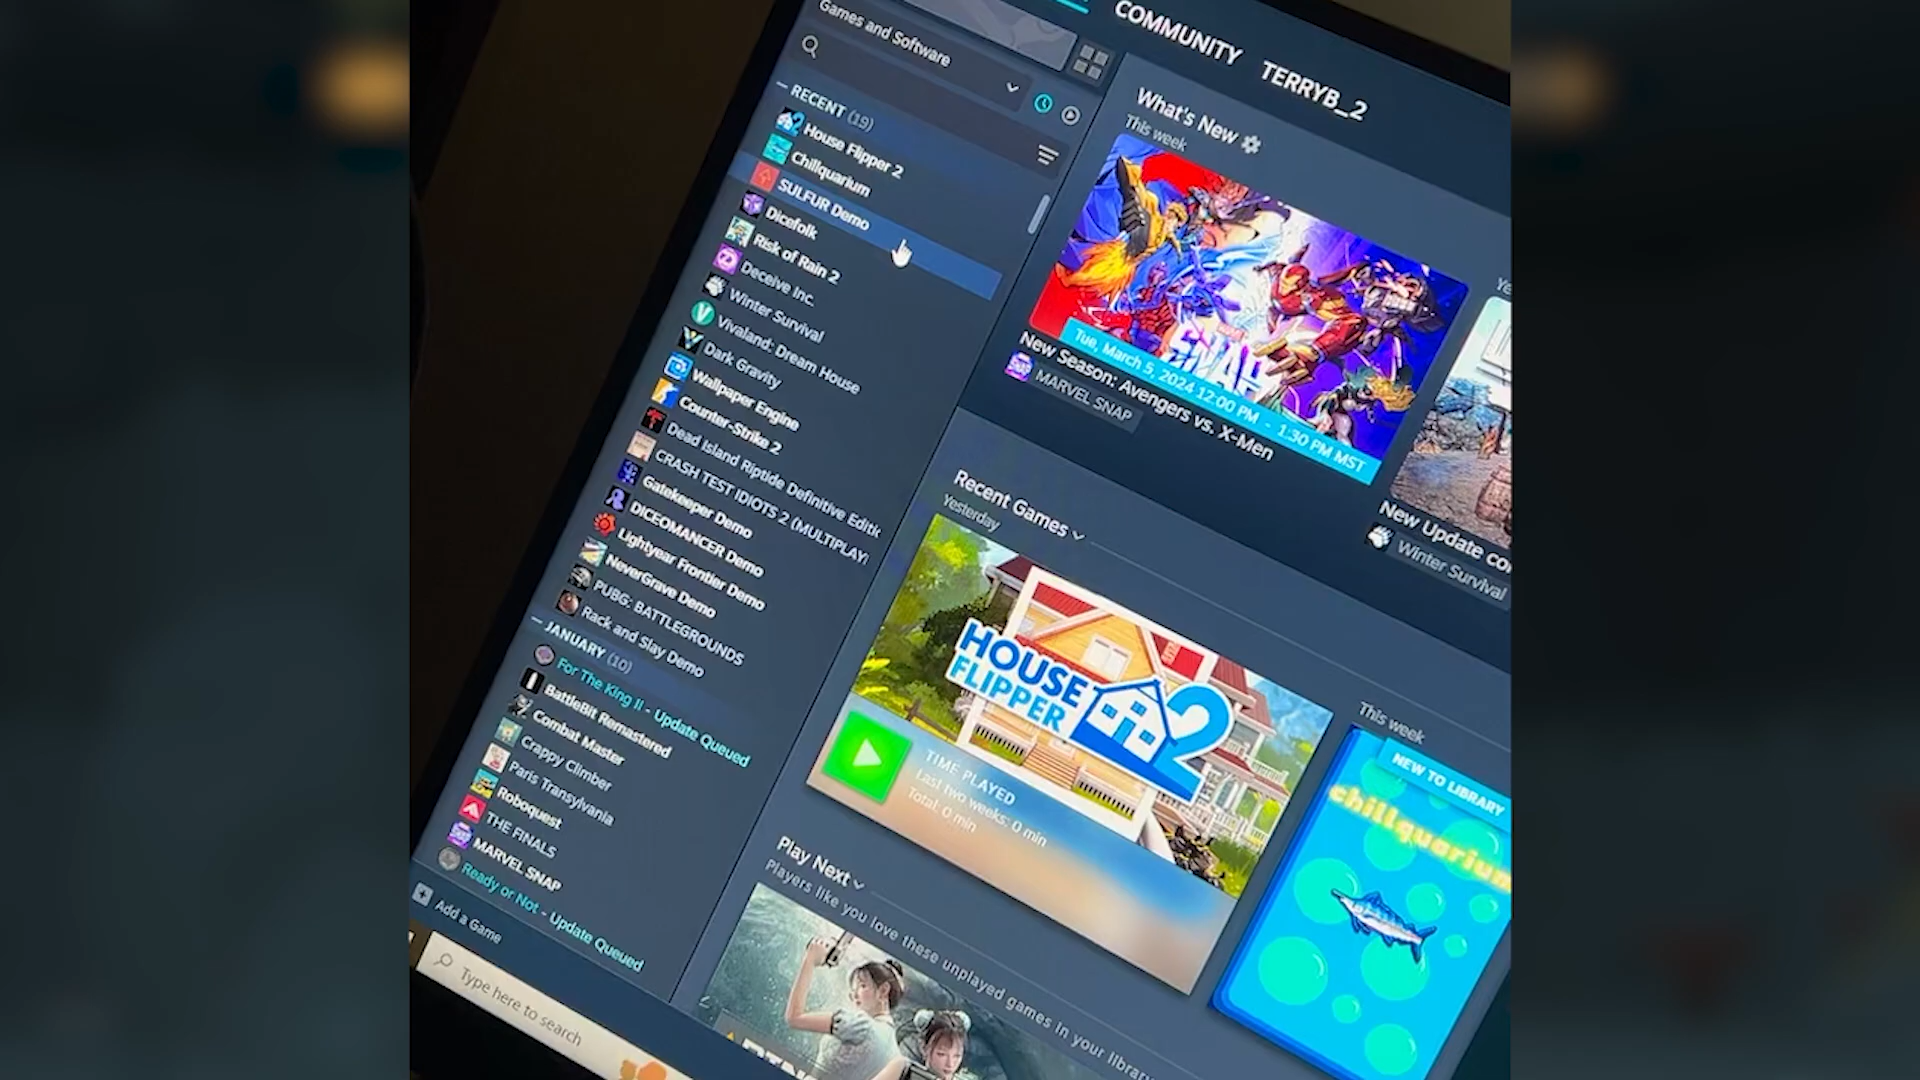 COMMUNITY
TERRYB_2
Games and Software
RECENT (19)
House Flipper 2
Chillquarium
SULFUR Demo
Dicefolk
Risk of Rain 2
Deceive Inc.
Winter Survival
Vivaland: Dream House
Dark Gravity
Wallpaper Engine
Counter-Strike 2
Dead Island Riptide Definitive Editi
CRASH TEST IDIOTS 2 (MULTIPLAY
Gatekeeper Demo
DICEOMANCER Demo
Lightyear Frontier Demo
NeverGrave Demo
PUBG: BATTLEGROUNDS
Rack and Slay Demo
JANUARY (10)
For The King II - Update Queued
BattleBit Remastered
Combat Master
Crappy Climber
Paris Transylvania
Roboquest
THE FINALS
MARVEL SNAP
Ready or Not - Update Queued
Add a Game
Type here to search
What's New
This week
MARVEL
SNAP
Tue, March 5, 2024 12:00 PM - 1:30 PM MST
New Season: Avengers vs. X-Men
MARVEL SNAP
Ye
New Update co
Winter Survival
Recent Games
Yesterday
HOUSE
FLIPPER 2
TIME PLAYED
Last two weeks: 0 min
Total: 0 min
This week
NEW TO LIBRARY
chillquarium
Play Next
Players like you love these unplayed games in your library